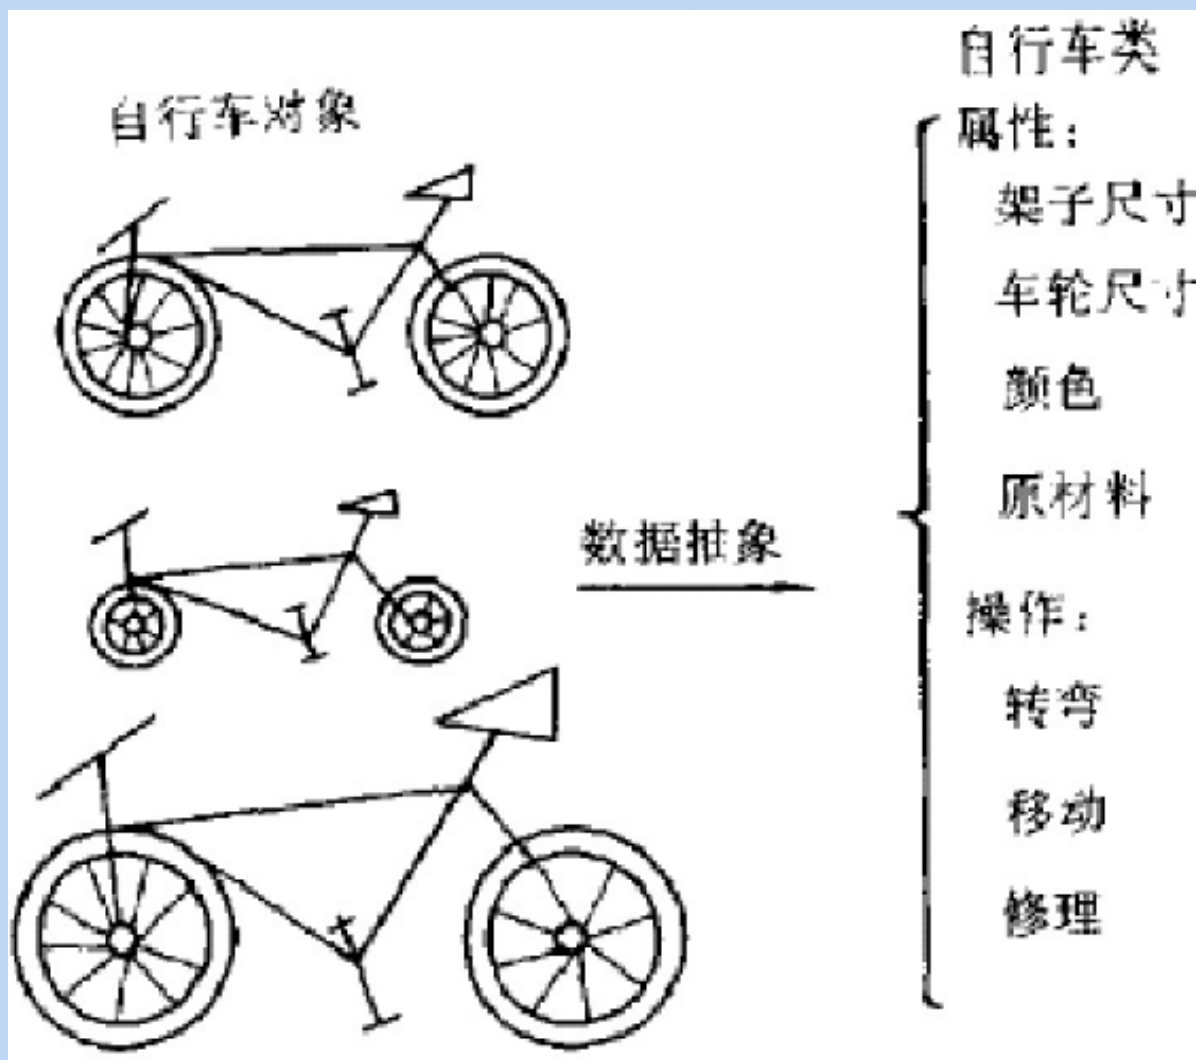 自行车对象
数据抽象
自行车类
属性：
架子尺寸
车轮尺寸
颜色
原材料
操作：
转弯
移动
修理